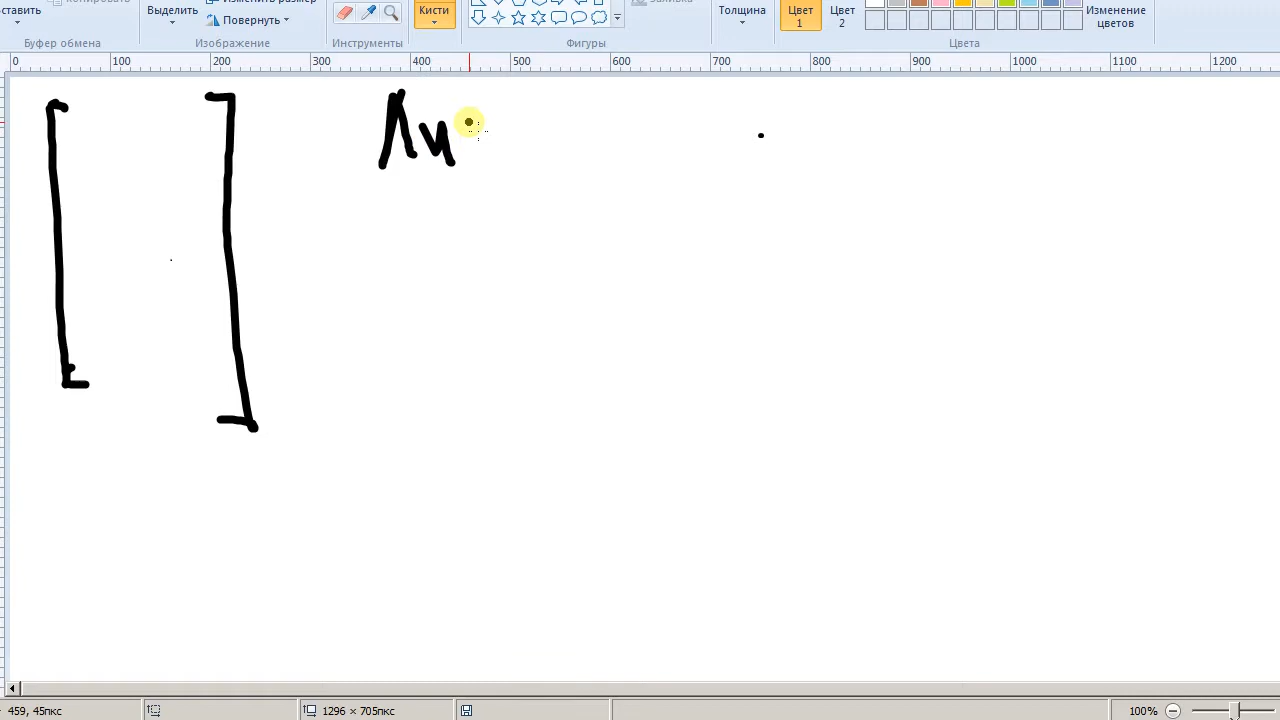 Выделить
Повернуть
Кисти
Толщина
Цвет 1
Цвет 2
Изменение цветов
Буфер обмена
Изображение
Инструменты
Фигуры
Цвета
0 100 200 300 400 500 600 700 800 900 1000 1100 1200
[ ] Ли
459, 45пкс
1296 × 705пкс
100%